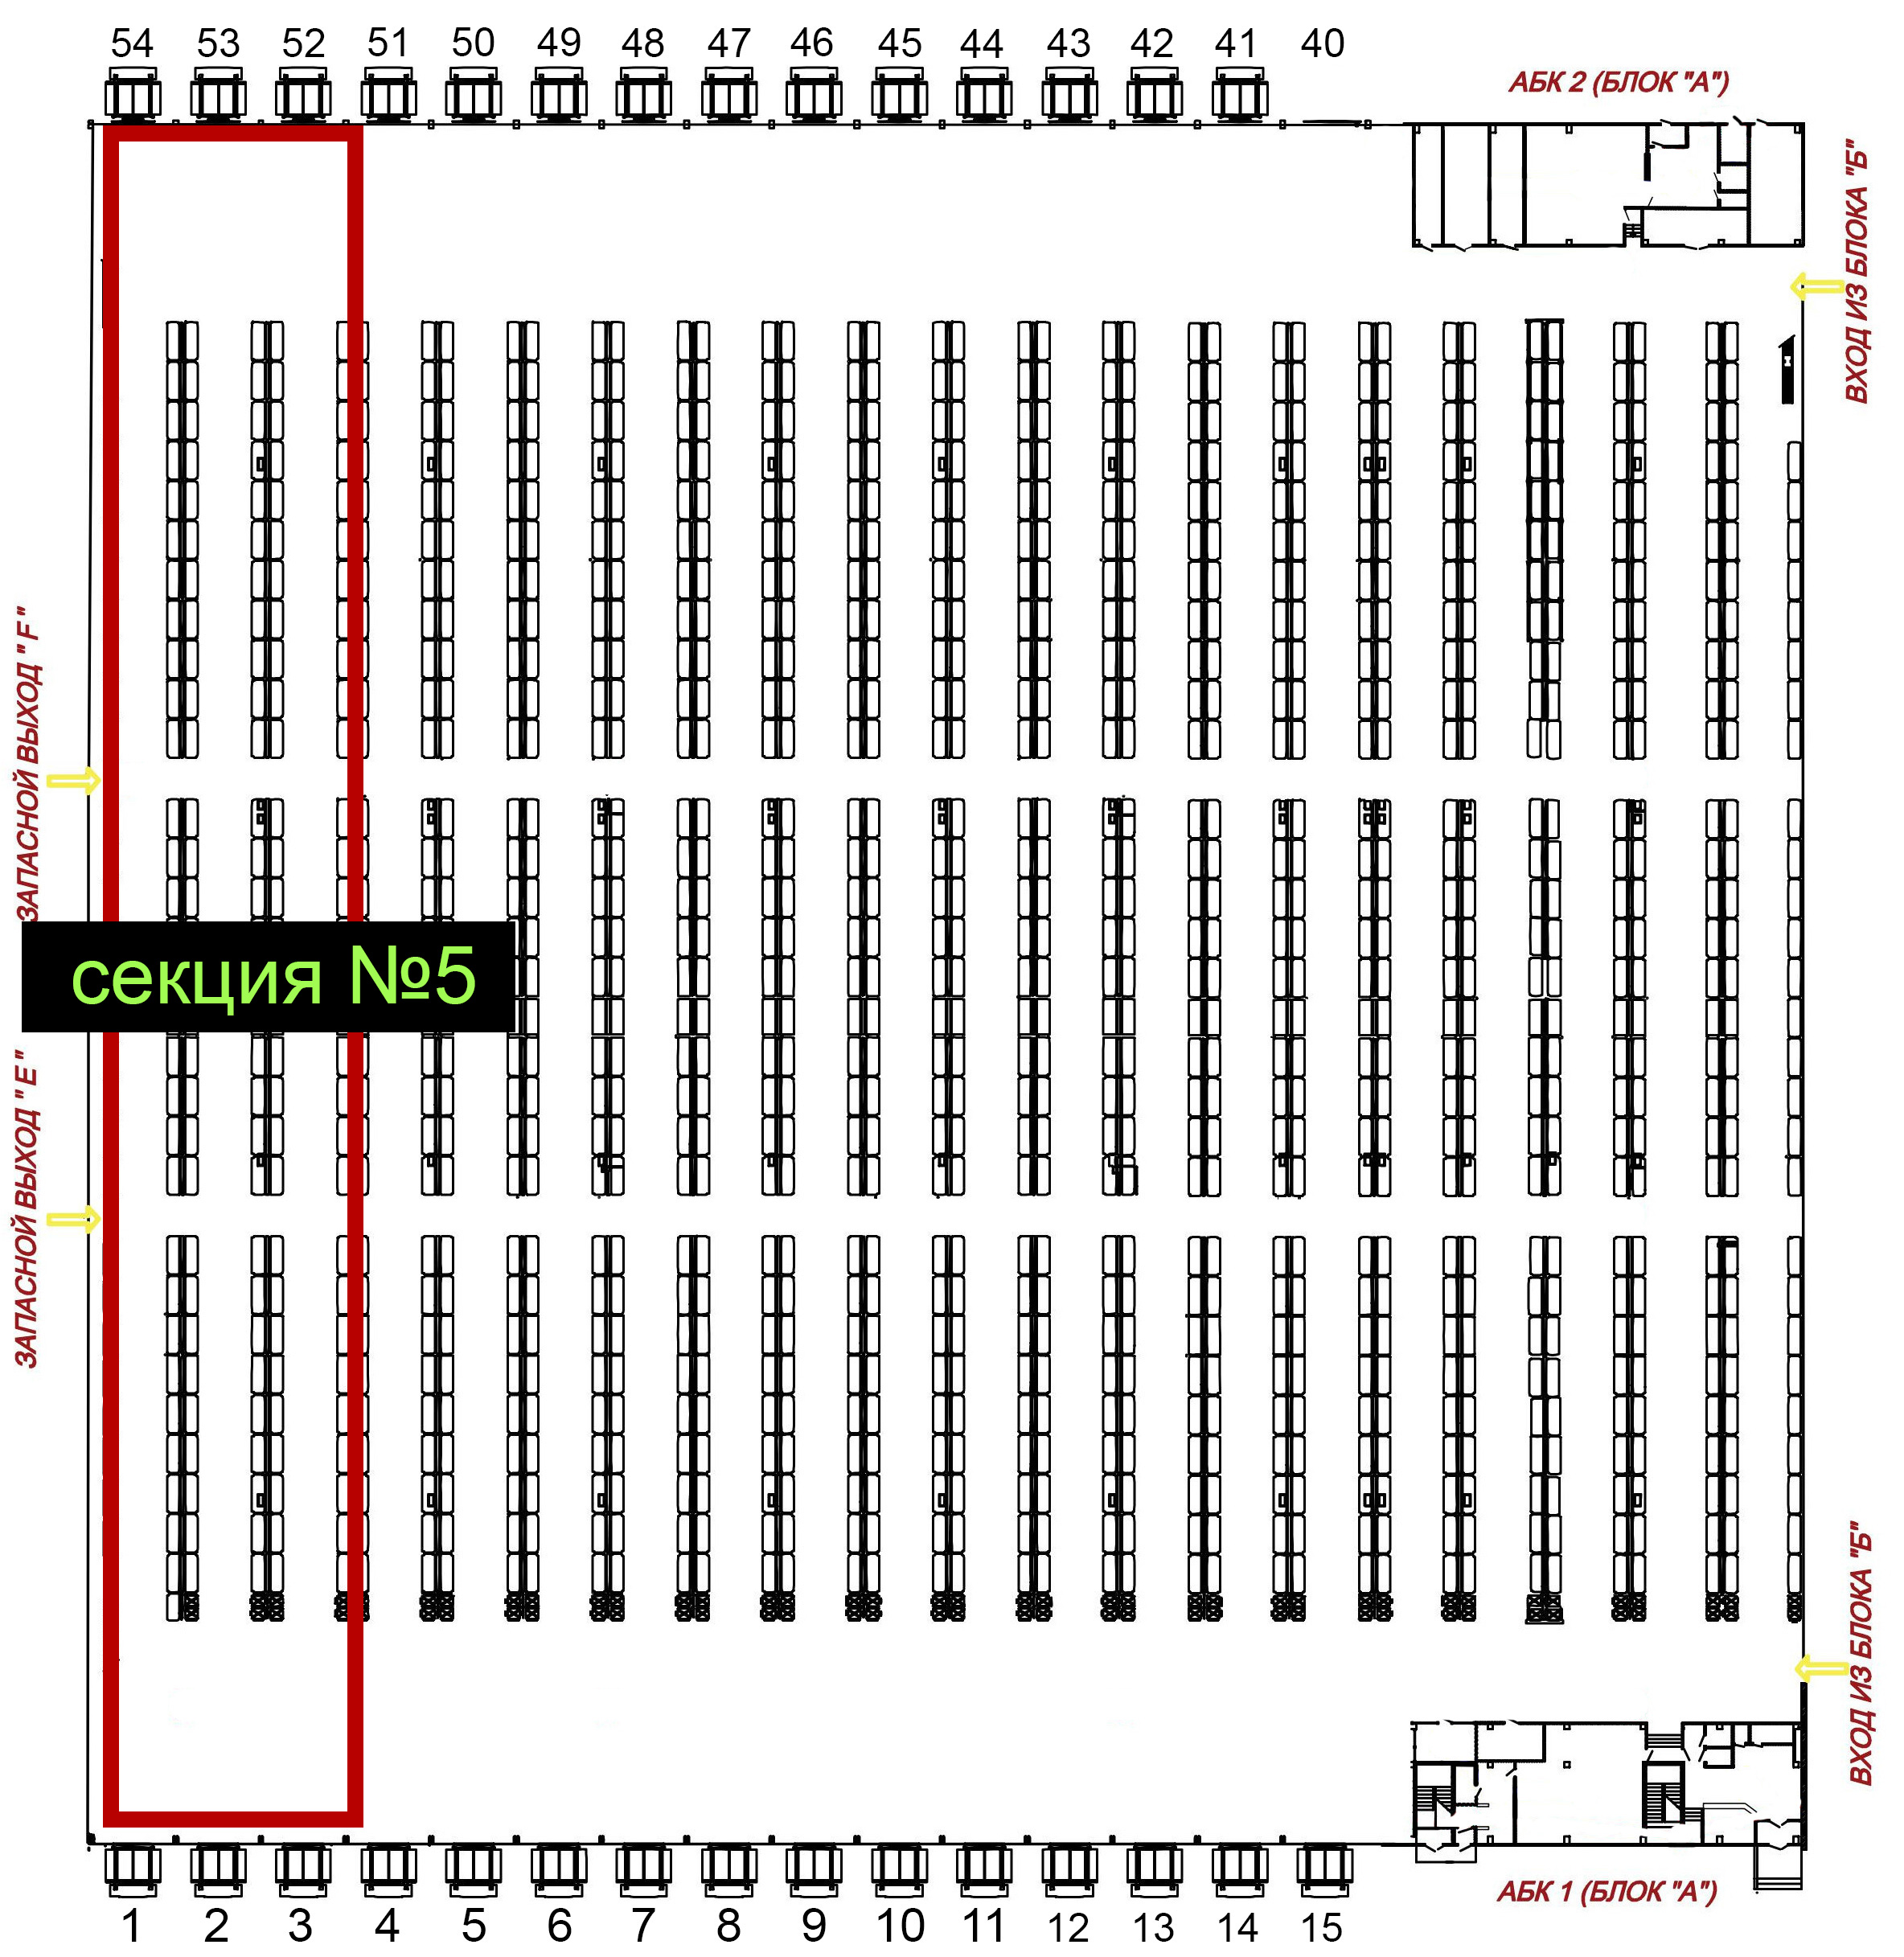 54 53 52 51 50 49 48 47 46 45 44 43 42 41 40
АБК 2 (БЛОК "А")
ВХОД ИЗ БЛОКА "Б"
ЗАПАСНОЙ ВЫХОД " F "
секция №5
ЗАПАСНОЙ ВЫХОД " E "
ВХОД ИЗ БЛОКА "Б"
АБК 1 (БЛОК "А")
1 2 3 4 5 6 7 8 9 10 11 12 13 14 15